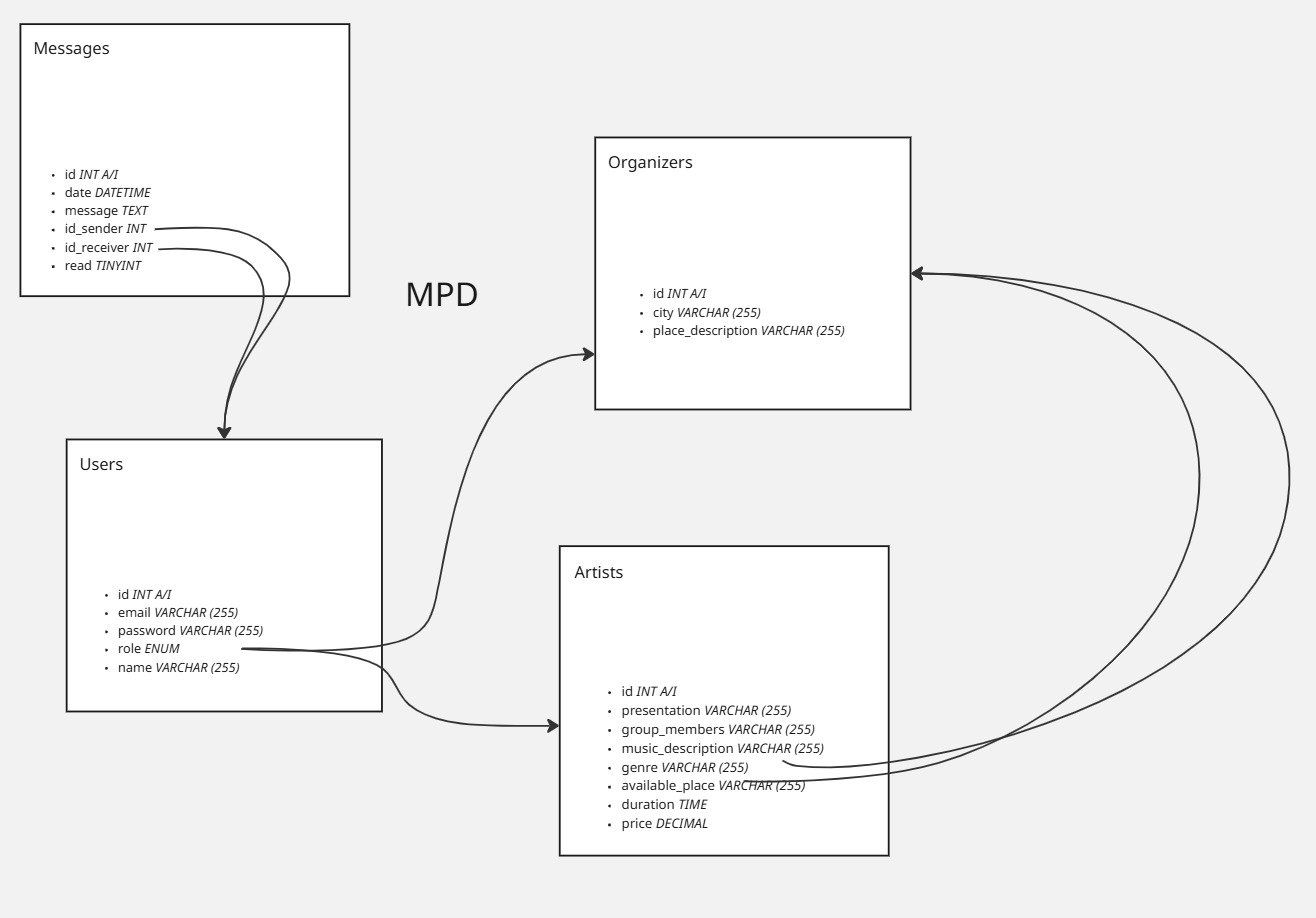 Messages
id INT A/I
date DATETIME
message TEXT
id_sender INT
id_receiver INT
read TINYINT
MPD
Organizers
id INT A/I
city VARCHAR (255)
place_description VARCHAR (255)
Users
id INT A/I
email VARCHAR (255)
password VARCHAR (255)
role ENUM
name VARCHAR (255)
Artists
id INT A/I
presentation VARCHAR (255)
group_members VARCHAR (255)
music_description VARCHAR (255)
genre VARCHAR (255)
available_place VARCHAR (255)
duration TIME
price DECIMAL